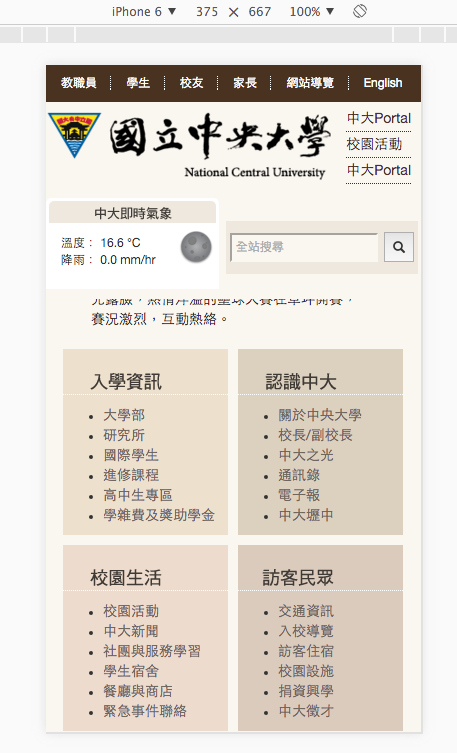 iPhone 6 ▼ 375 × 667 100% ▼
教職員 學生 校友 家長 網站導覽 English
國立中央大學
National Central University
中大Portal
校園活動
中大Portal
中大即時氣象
溫度： 16.6 °C
降雨： 0.0 mm/hr
全站搜尋
賽況激烈，互動熱絡。
入學資訊
大學部
研究所
國際學生
進修課程
高中生專區
學雜費及獎助學金
認識中大
關於中央大學
校長/副校長
中大之光
通訊錄
電子報
中大壢中
校園生活
校園活動
中大新聞
社團與服務學習
學生宿舍
餐廳與商店
緊急事件聯絡
訪客民眾
交通資訊
入校導覽
訪客住宿
校園設施
捐資興學
中大徵才